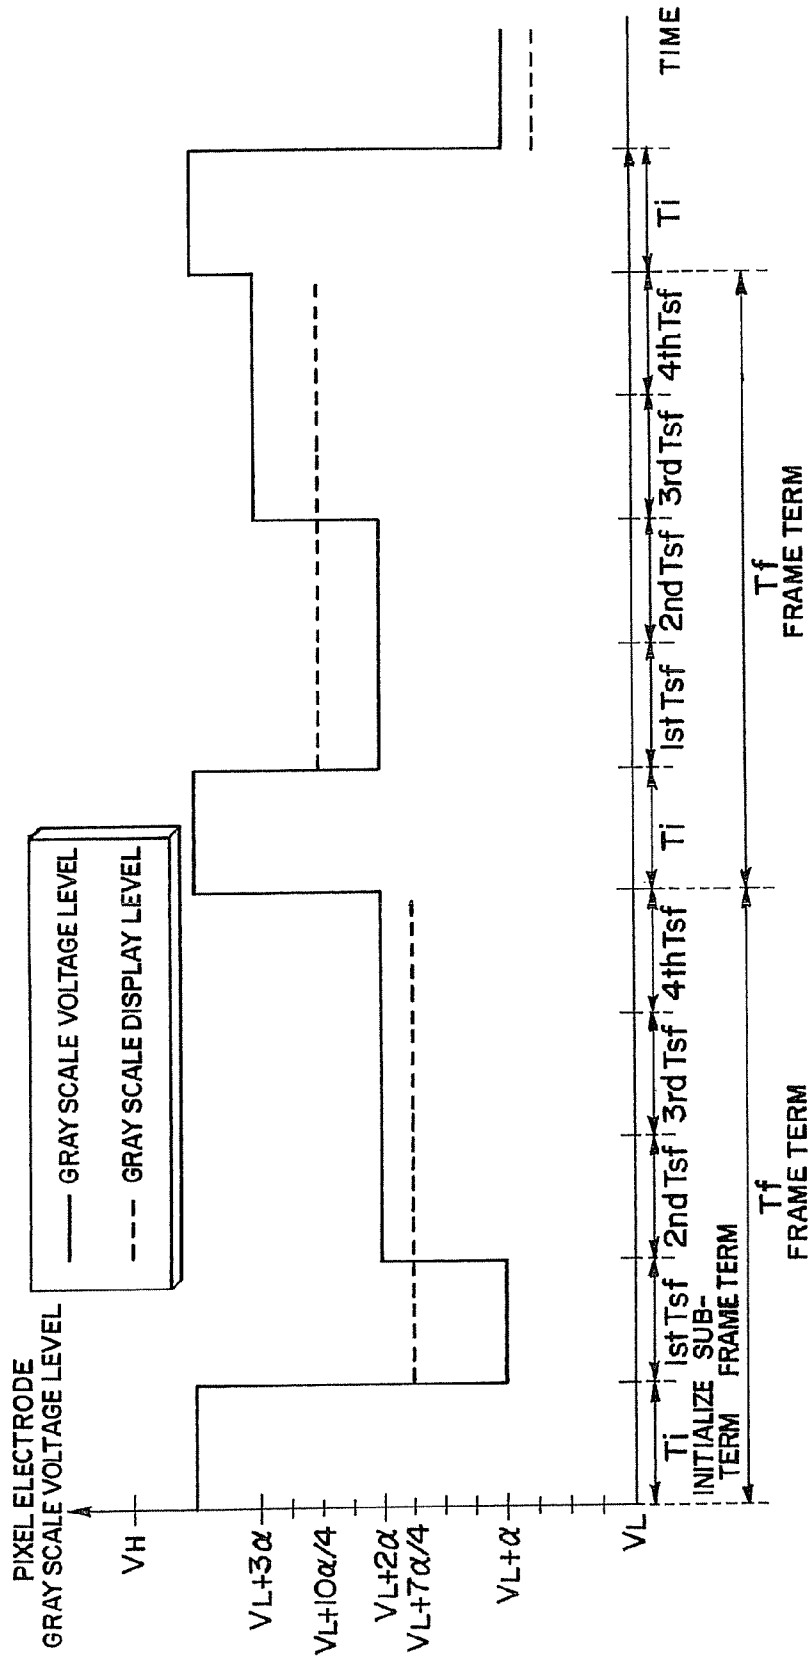 PIXEL ELECTRODE
GRAY SCALE VOLTAGE LEVEL
GRAY SCALE VOLTAGE LEVEL
GRAY SCALE DISPLAY LEVEL
VH
VL+3α
VL+10α/4
VL+2α
VL+7α/4
VL+α
VL
Ti
1st Tsf
2nd Tsf
3rd Tsf
4th Tsf
Ti
1st Tsf
2nd Tsf
3rd Tsf
4th Tsf
Ti
TIME
INITIALIZE
TERM
SUB-
FRAME TERM
Tf
FRAME TERM
Tf
FRAME TERM